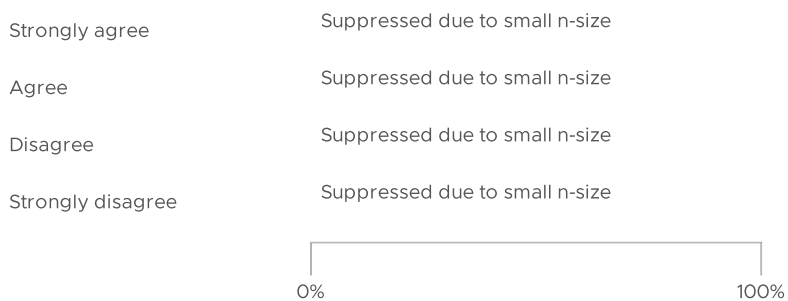 Strongly agree Suppressed due to small n-size
Agree Suppressed due to small n-size
Disagree Suppressed due to small n-size
Strongly disagree Suppressed due to small n-size
0% 100%